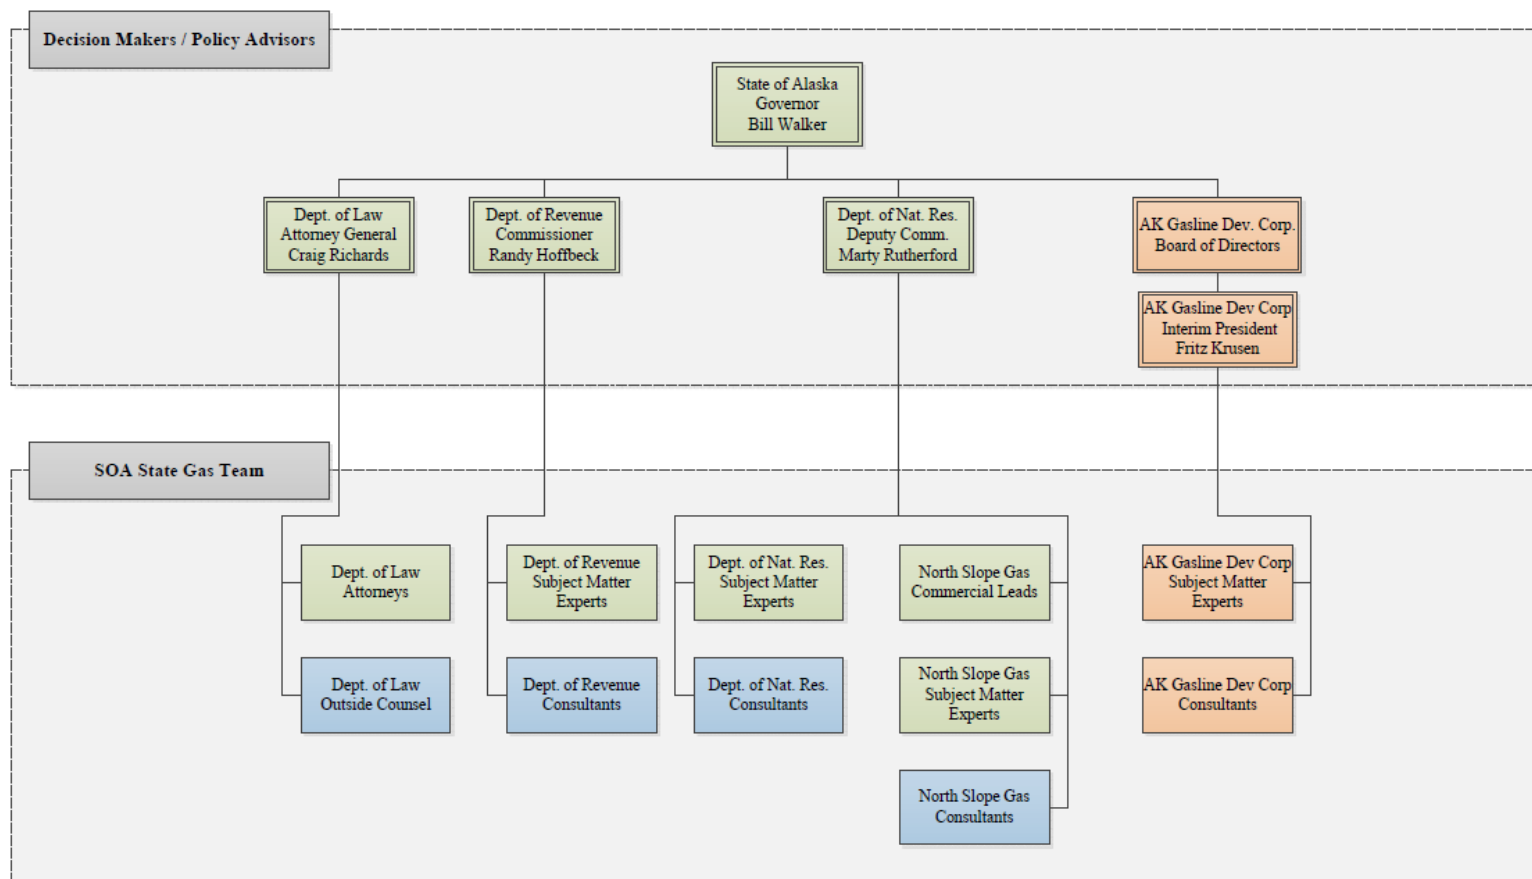 Decision Makers / Policy Advisors
State of Alaska
Governor
Bill Walker
Dept. of Law
Attorney General
Craig Richards
Dept. of Revenue
Commissioner
Randy Hoffbeck
Dept. of Nat. Res.
Deputy Comm.
Marty Rutherford
AK Gasline Dev. Corp.
Board of Directors
AK Gasline Dev Corp
Interim President
Fritz Krusen
SOA State Gas Team
Dept. of Law
Attorneys
Dept. of Revenue
Subject Matter
Experts
Dept. of Nat. Res.
Subject Matter
Experts
North Slope Gas
Commercial Leads
AK Gasline Dev Corp
Subject Matter
Experts
Dept. of Law
Outside Counsel
Dept. of Revenue
Consultants
Dept. of Nat. Res.
Consultants
North Slope Gas
Subject Matter
Experts
AK Gasline Dev Corp
Consultants
North Slope Gas
Consultants